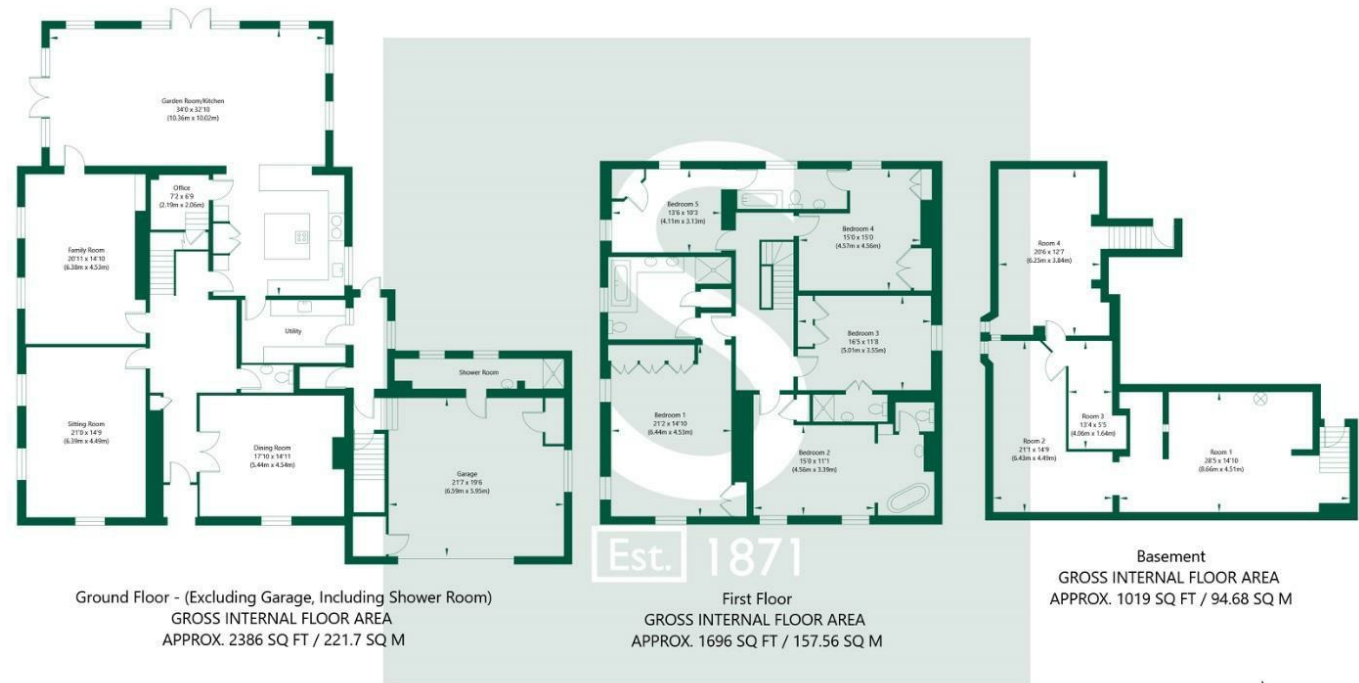 Garden Room/Kitchen
34'0 x 32'10
(10.36m x 10.02m)
Office
7'2 x 6'9
(2.19m x 2.06m)
Family Room
20'11 x 14'10
(6.38m x 4.53m)
Utility
Sitting Room
21'0 x 14'9
(6.39m x 4.49m)
Dining Room
17'10 x 14'11
(5.44m x 4.54m)
Shower Room
Garage
21'7 x 19'6
(6.59m x 5.95m)
Ground Floor - (Excluding Garage, Including Shower Room)
GROSS INTERNAL FLOOR AREA
APPROX. 2386 SQ FT / 221.7 SQ M
Bedroom 5
13'6 x 10'3
(4.11m x 3.13m)
Bedroom 4
15'0 x 15'0
(4.57m x 4.56m)
Bedroom 3
16'5 x 11'8
(5.01m x 3.55m)
Bedroom 1
21'2 x 14'10
(6.44m x 4.53m)
Bedroom 2
15'0 x 11'1
(4.56m x 3.39m)
S
Est. 1871
First Floor
GROSS INTERNAL FLOOR AREA
APPROX. 1696 SQ FT / 157.56 SQ M
Room 4
20'6 x 12'7
(6.25m x 3.84m)
Room 3
13'4 x 5'5
(4.06m x 1.64m)
Room 2
21'1 x 14'9
(6.43m x 4.49m)
Room 1
28'5 x 14'10
(8.66m x 4.51m)
Basement
GROSS INTERNAL FLOOR AREA
APPROX. 1019 SQ FT / 94.68 SQ M